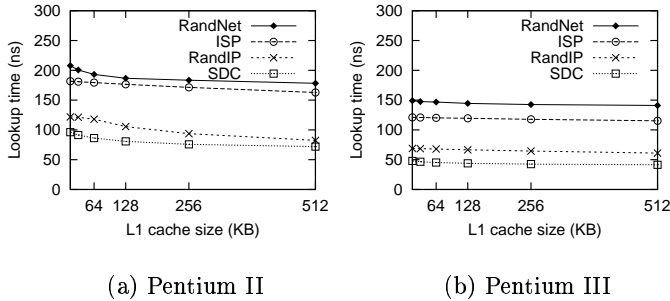 300
250
200
150
100
50
0
Lookup time (ns)
RandNet
ISP
RandIP
SDC
64 128 256 512
L1 cache size (KB)
(a) Pentium II
300
250
200
150
100
50
0
Lookup time (ns)
RandNet
ISP
RandIP
SDC
64 128 256 512
L1 cache size (KB)
(b) Pentium III